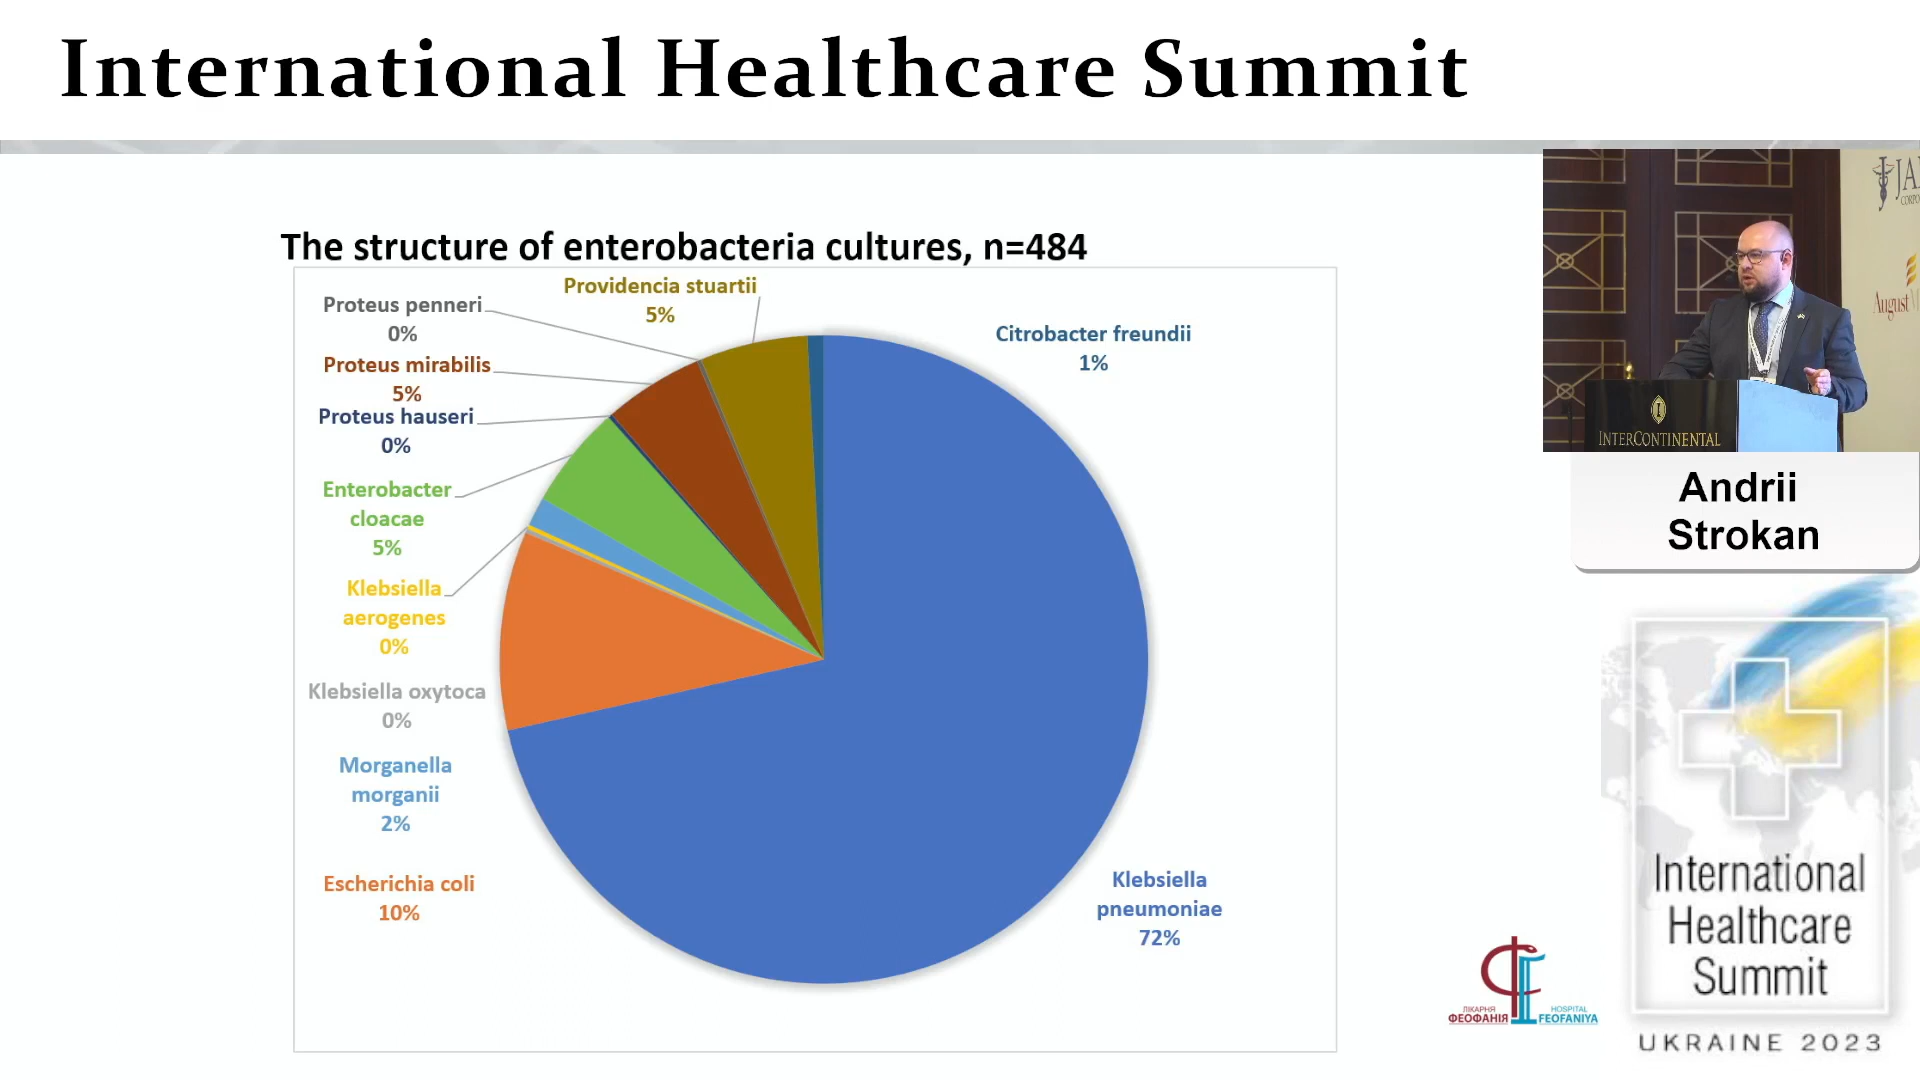 International Healthcare Summit
The structure of enterobacteria cultures, n=484
Providencia stuartii
5%
Proteus penneri
0%
Proteus mirabilis
5%
Proteus hauseri
0%
Enterobacter
cloacae
5%
Klebsiella
aerogenes
0%
Klebsiella oxytoca
0%
Morganella
morganii
2%
Escherichia coli
10%
Citrobacter freundii
1%
Klebsiella
pneumoniae
72%
ЛІКАРНЯ
ФЕОФАНІЯ
HOSPITAL
FEOFANIYA
INTERCONTINENTAL
August
Andrii
Strokan
International
Healthcare
Summit
UKRAINE 2023